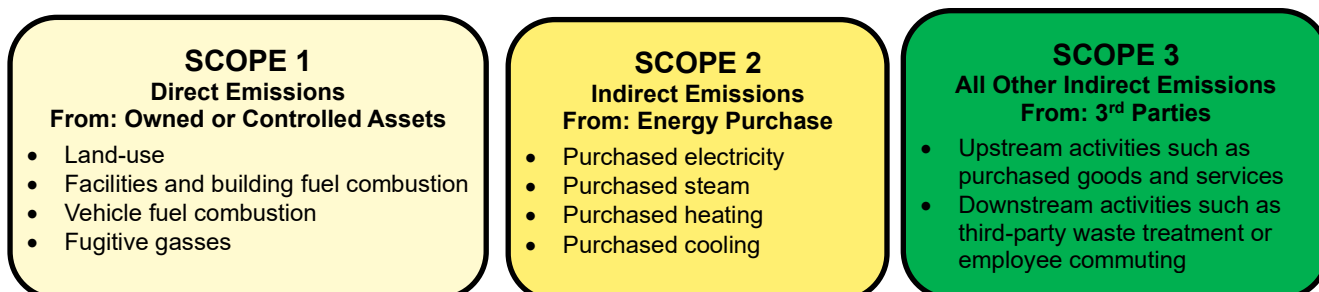 SCOPE 1
Direct Emissions
From: Owned or Controlled Assets
• Land-use
• Facilities and building fuel combustion
• Vehicle fuel combustion
• Fugitive gasses
SCOPE 2
Indirect Emissions
From: Energy Purchase
• Purchased electricity
• Purchased steam
• Purchased heating
• Purchased cooling
SCOPE 3
All Other Indirect Emissions
From: 3rd Parties
• Upstream activities such as
purchased goods and services
• Downstream activities such as
third-party waste treatment or
employee commuting